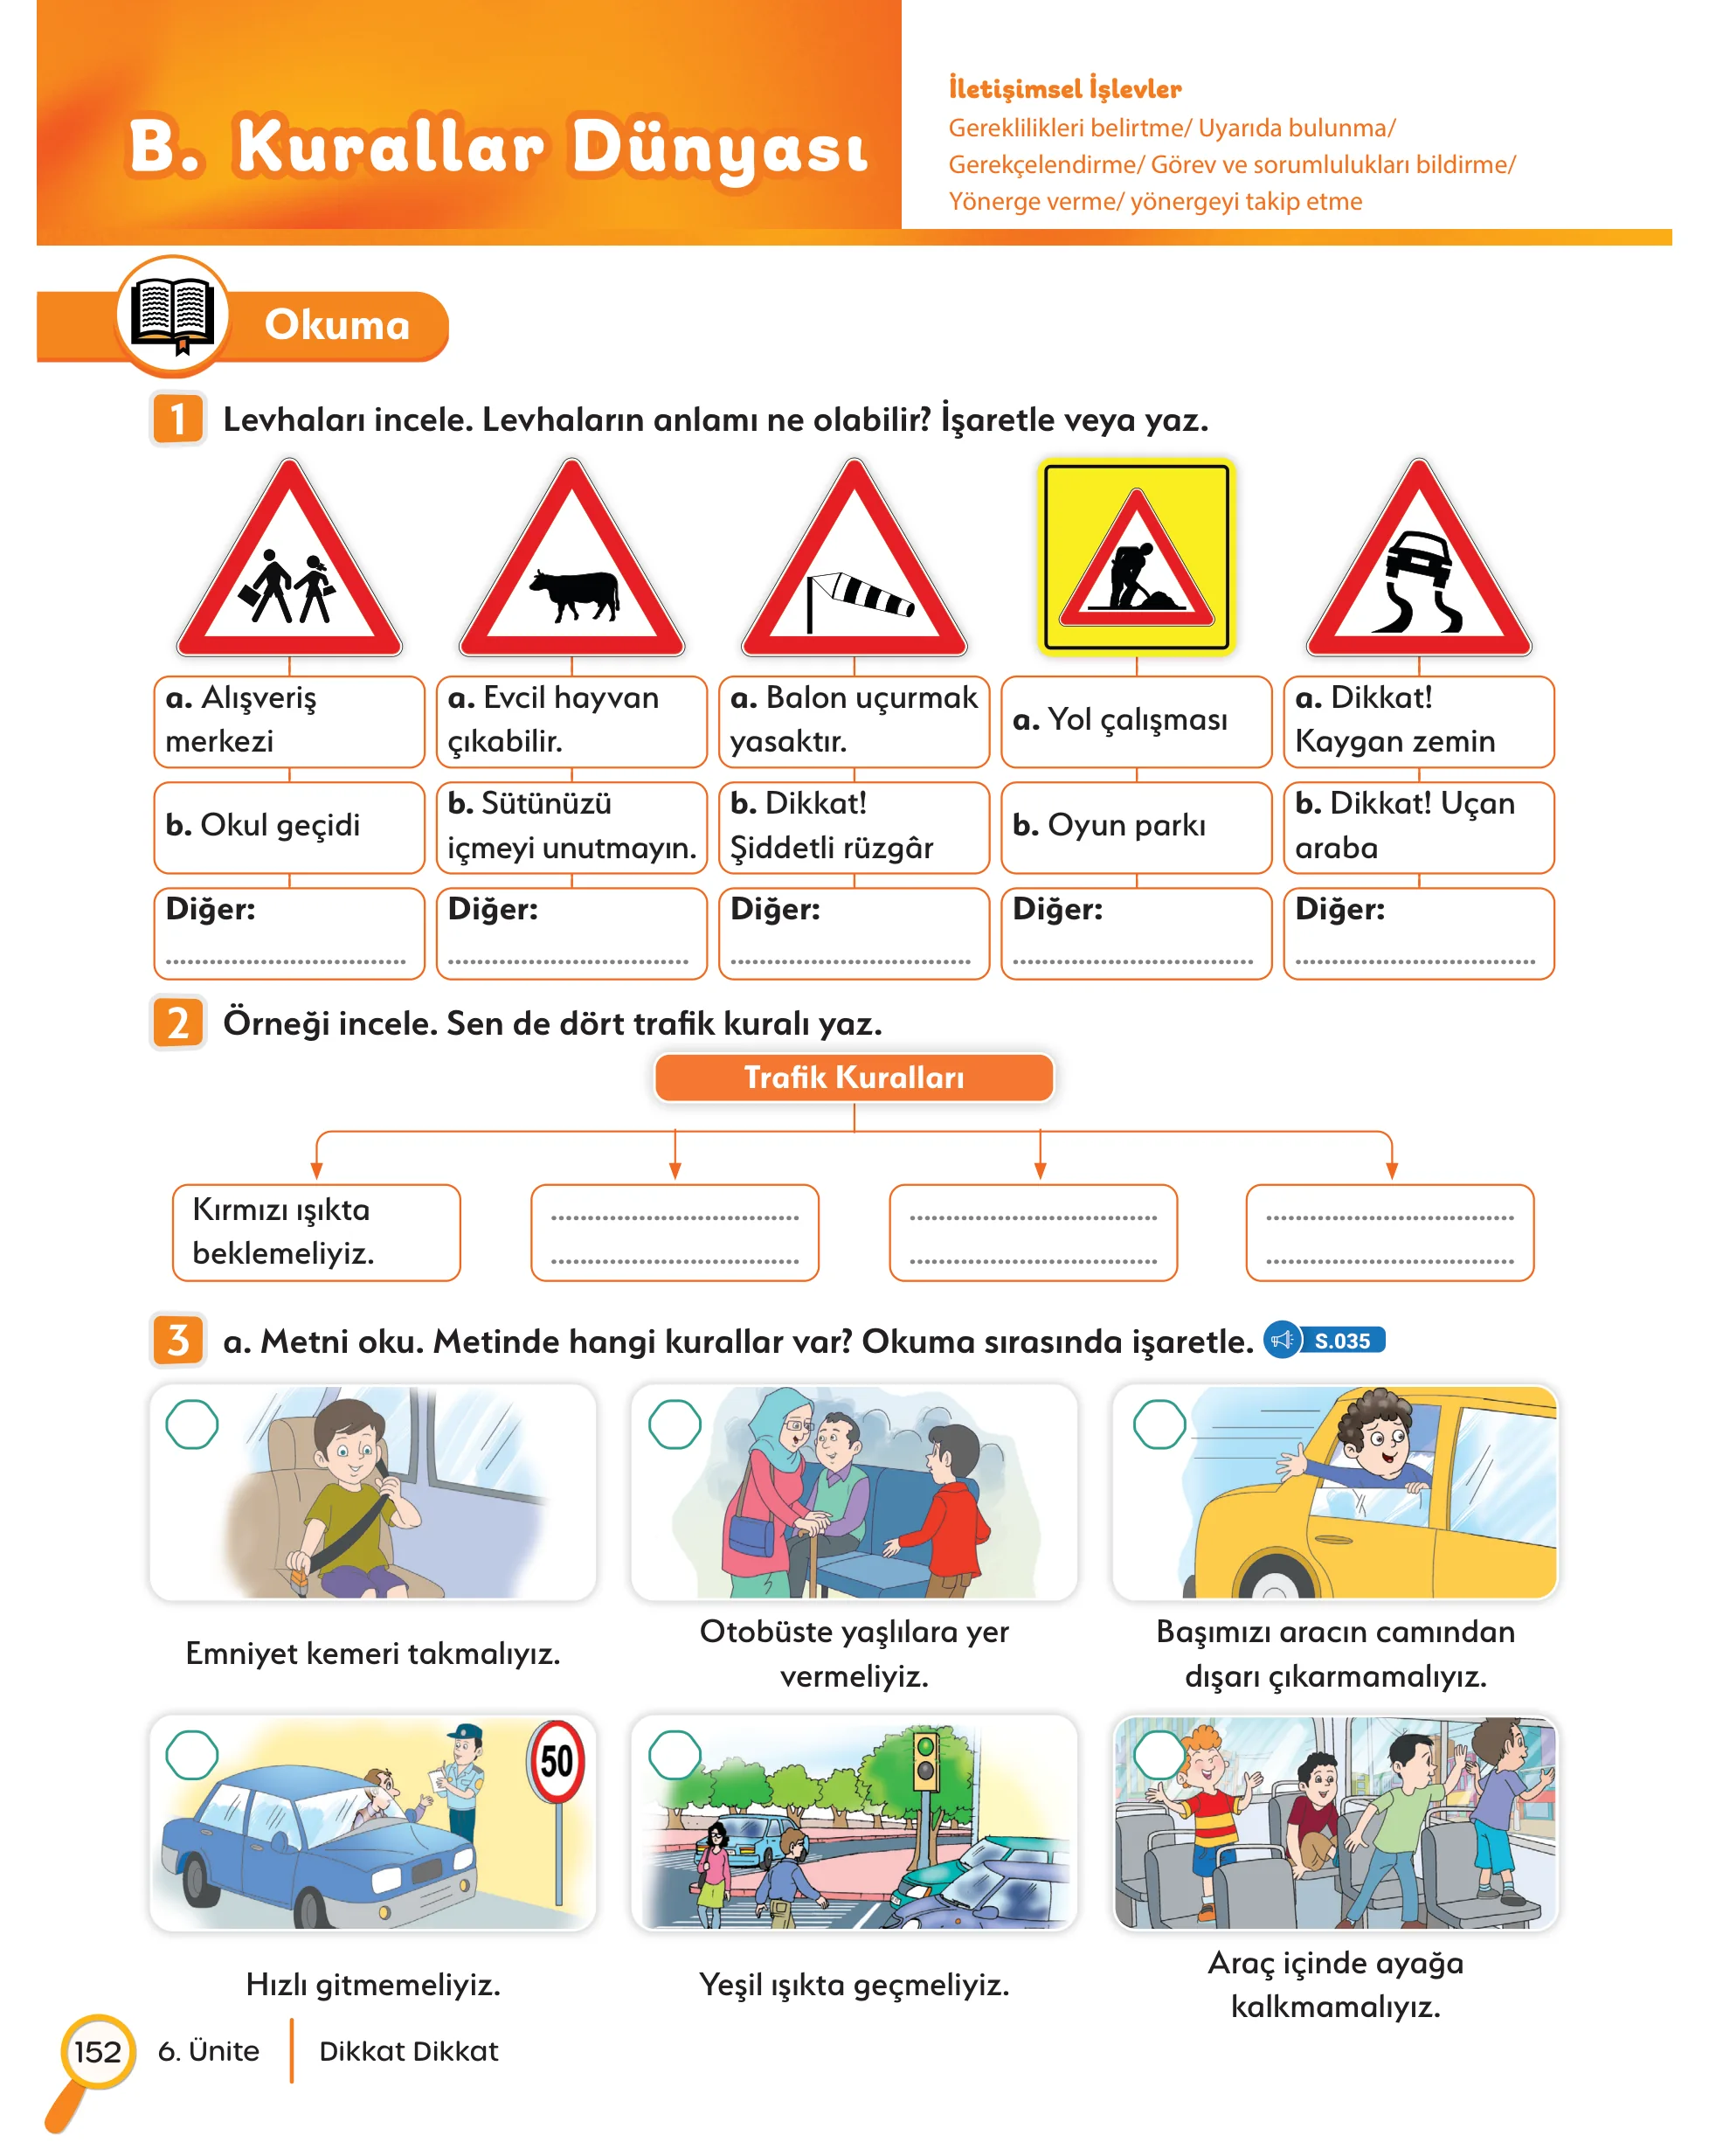 B. Kurallar Dünyası
İletişimsel İşlevler
Gereklilikleri belirtme/ Uyarıda bulunma/
Gerekçelendirme/ Görev ve sorumlulukları bildirme/
Yönerge verme/ yönergeyi takip etme
Okuma
1 Levhaları incele. Levhaların anlamı ne olabilir? İşaretle veya yaz.
a. Alışveriş
merkezi
a. Evcil hayvan
çıkabilir.
a. Balon uçurmak
yasaktır.
a. Yol çalışması
a. Dikkat!
Kaygan zemin
b. Okul geçidi
b. Sütünüzü
içmeyi unutmayın.
b. Dikkat!
Şiddetli rüzgâr
b. Oyun parkı
b. Dikkat! Uçan
araba
Diğer:
Diğer:
Diğer:
Diğer:
Diğer:
2 Örneği incele. Sen de dört trafik kuralı yaz.
Trafik Kuralları
Kırmızı ışıkta
beklemeliyiz.
3 a. Metni oku. Metinde hangi kurallar var? Okuma sırasında işaretle. S.035
Emniyet kemeri takmalıyız.
Otobüste yaşlılara yer
vermeliyiz.
Başımızı aracın camından
dışarı çıkarmamalıyız.
50
Hızlı gitmemeliyiz.
Yeşil ışıkta geçmeliyiz.
Araç içinde ayağa
kalkmamalıyız.
152 6. Ünite Dikkat Dikkat